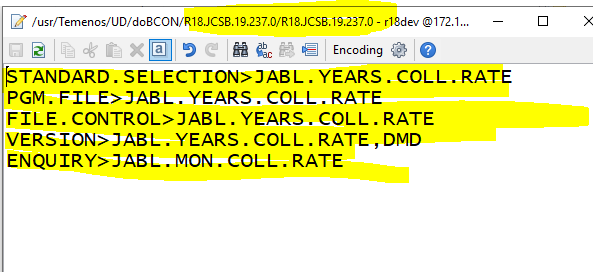 /usr/Temenos/UD/doBCON/R18.JCSB.19.237.0/R18.JCSB.19.237.0 - r18dev @172.1...
Encoding
a
STANDARD.SELECTION>JABL.YEARS.COLL.RATE
PGM.FILE>JABL.YEARS.COLL.RATE
FILE.CONTROL>JABL.YEARS.COLL.RATE
VERSION>JABL.YEARS.COLL.RATE,DMD
ENQUIRY>JABL.MON.COLL.RATE